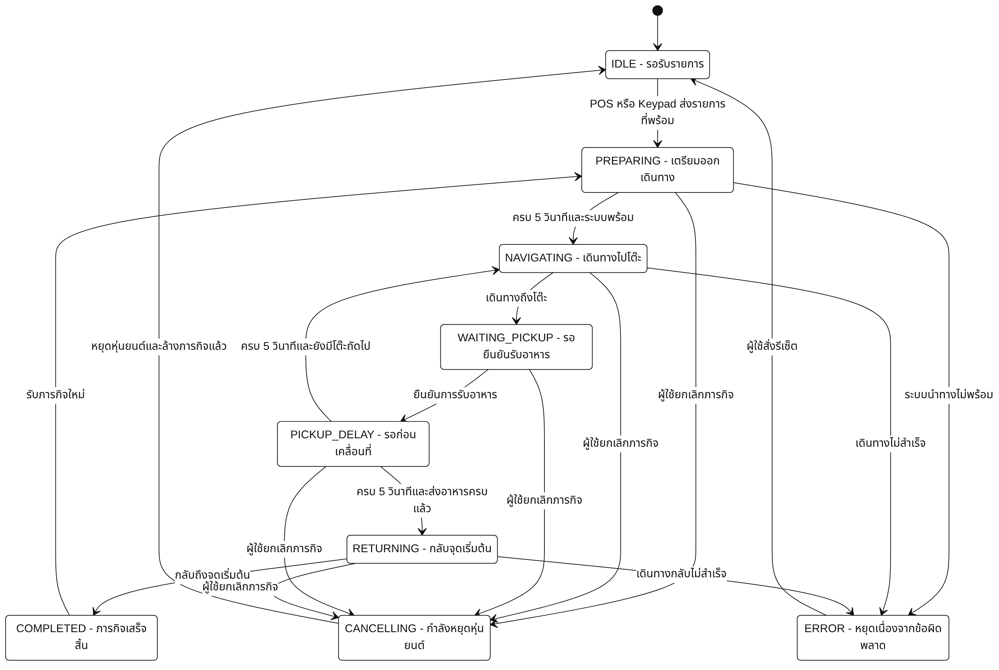 IDLE - รอรับรายการ
POS หรือ Keypad ส่งรายการ
ที่พร้อม
PREPARING - เตรียมออก
เดินทาง
ครบ 5 วินาทีและระบบพร้อม
NAVIGATING - เดินทางไปโต๊ะ
เดินทางถึงโต๊ะ
WAITING_PICKUP - รอ
ยืนยันรับอาหาร
หยุดหุ่นยนต์และล้างภารกิจแล้ว
ครบ 5 วินาทีและยังมีโต๊ะถัดไป
ผู้ใช้สั่งรีเซ็ต
รับภารกิจใหม่
ยืนยันการรับอาหาร
ผู้ใช้ยกเลิกภารกิจ
ระบบนำทางไม่พร้อม
PICKUP_DELAY - รอก่อน
เคลื่อนที่
ผู้ใช้ยกเลิกภารกิจ
เดินทางไม่สำเร็จ
ครบ 5 วินาทีและส่งอาหารครบ
แล้ว
ผู้ใช้ยกเลิกภารกิจ
ผู้ใช้ยกเลิกภารกิจ
RETURNING - กลับจุดเริ่มต้น
กลับถึงจุดเริ่มต้น
ผู้ใช้ยกเลิกภารกิจ
เดินทางกลับไม่สำเร็จ
COMPLETED - ภารกิจเสร็จ
สิ้น
CANCELLING - กำลังหยุดหุ่น
ยนต์
ERROR - หยุดเนื่องจากข้อผิด
พลาด